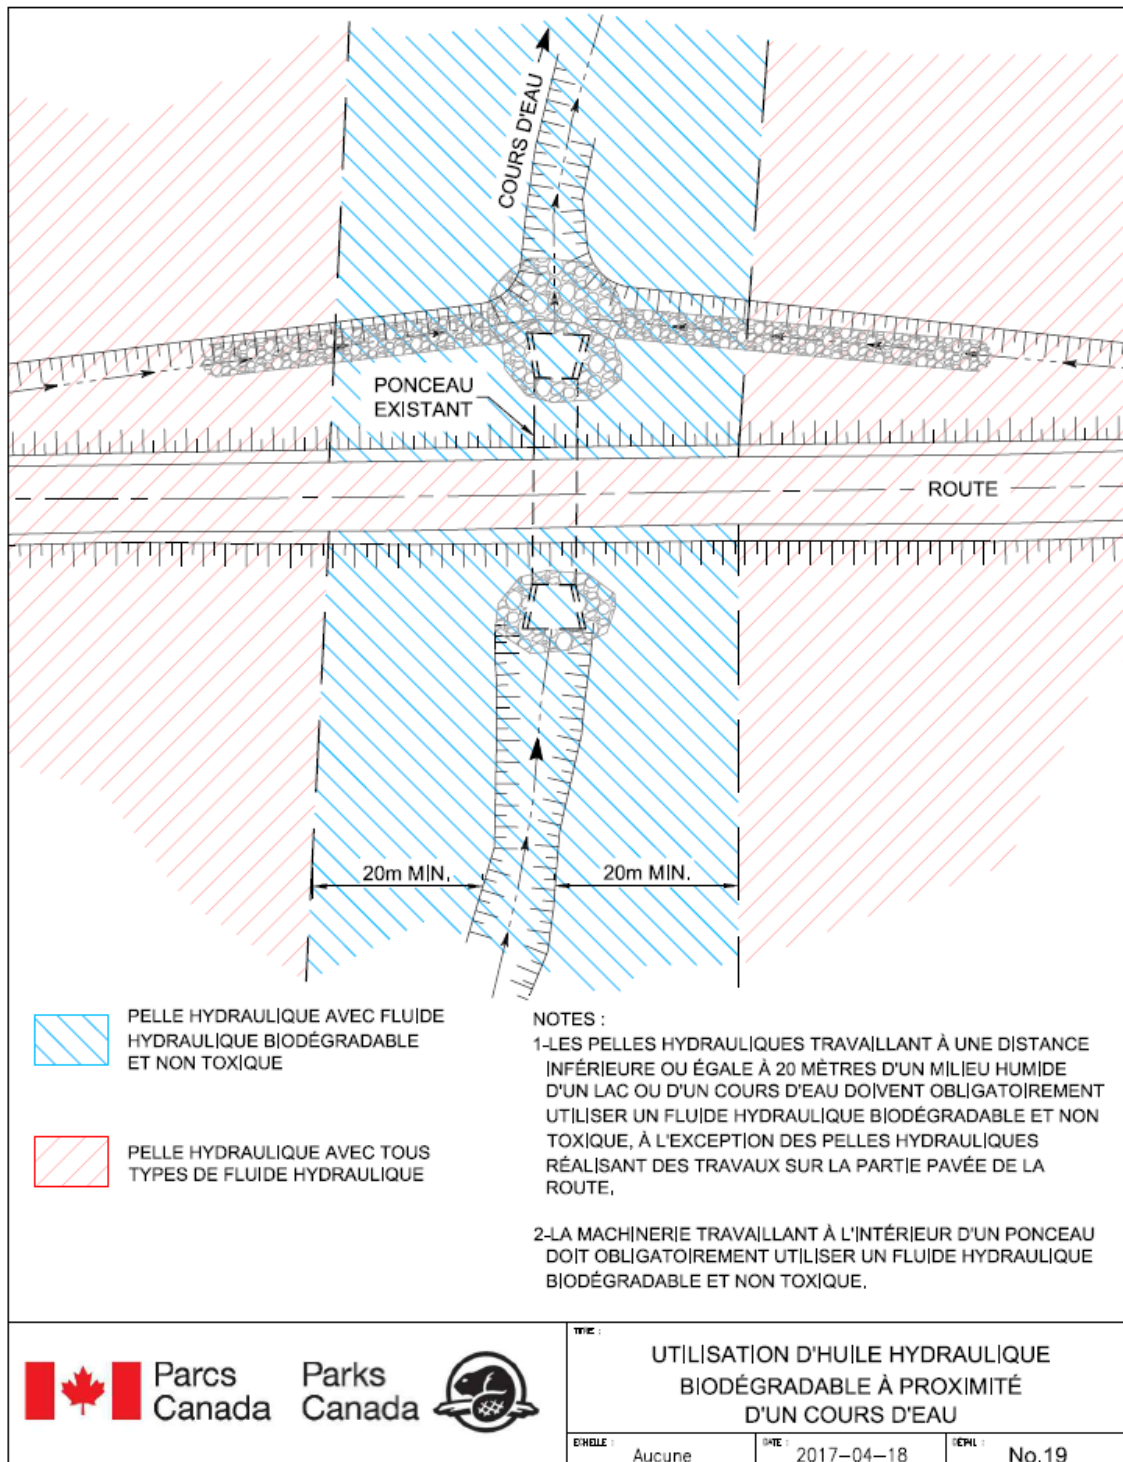 COURS D'EAU
PONCEAU
EXISTANT
ROUTE
20m MIN.
20m MIN.
PELLE HYDRAULIQUE AVEC FLUIDE
HYDRAULIQUE BIODÉGRADABLE
ET NON TOXIQUE
PELLE HYDRAULIQUE AVEC TOUS
TYPES DE FLUIDE HYDRAULIQUE
NOTES :
1-LES PELLES HYDRAULIQUES TRAVAILLANT À UNE DISTANCE
INFÉRIEURE OU ÉGALE À 20 MÈTRES D'UN MILIEU HUMIDE
D'UN LAC OU D'UN COURS D'EAU DOIVENT OBLIGATOIREMENT
UTILISER UN FLUIDE HYDRAULIQUE BIODÉGRADABLE ET NON
TOXIQUE, À L'EXCEPTION DES PELLES HYDRAULIQUES
RÉALISANT DES TRAVAUX SUR LA PARTIE PAVÉE DE LA
ROUTE.
2-LA MACHINERIE TRAVAILLANT À L'INTÉRIEUR D'UN PONCEAU
DOIT OBLIGATOIREMENT UTILISER UN FLUIDE HYDRAULIQUE
BIODÉGRADABLE ET NON TOXIQUE.
Parcs
Canada
Parks
Canada
TITRE :
UTILISATION D'HUILE HYDRAULIQUE
BIODÉGRADABLE À PROXIMITÉ
D'UN COURS D'EAU
ECHELLE :
Aucune
DATE :
2017-04-18
DÉTAIL :
No.19